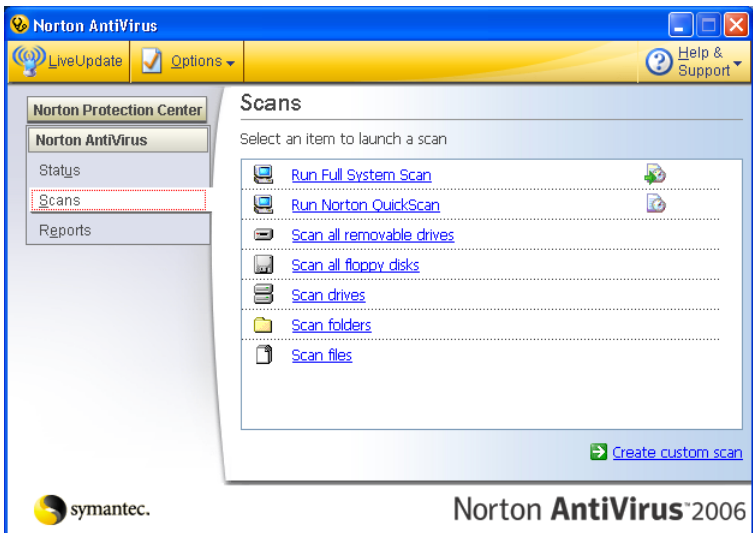 Norton AntiVirus
LiveUpdate
Options
Help &
Support
Norton Protection Center
Norton AntiVirus
Status
Scans
Reports
Scans
Select an item to launch a scan
Run Full System Scan
Run Norton QuickScan
Scan all removable drives
Scan all floppy disks
Scan drives
Scan folders
Scan files
Create custom scan
symantec.
Norton AntiVirus™2006